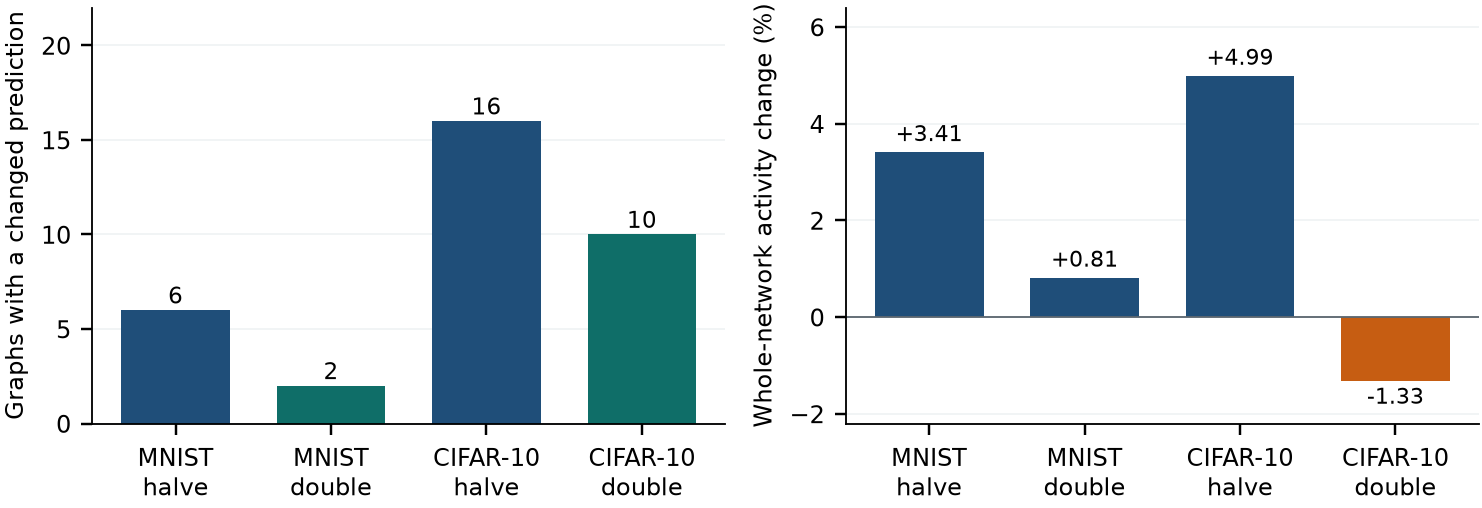 Graphs with a changed prediction
20
15
10
5
0
6
2
16
10
MNIST
halve
MNIST
double
CIFAR-10
halve
CIFAR-10
double
Whole-network activity change (%)
6
4
2
0
−2
+3.41
+0.81
+4.99
-1.33
MNIST
halve
MNIST
double
CIFAR-10
halve
CIFAR-10
double